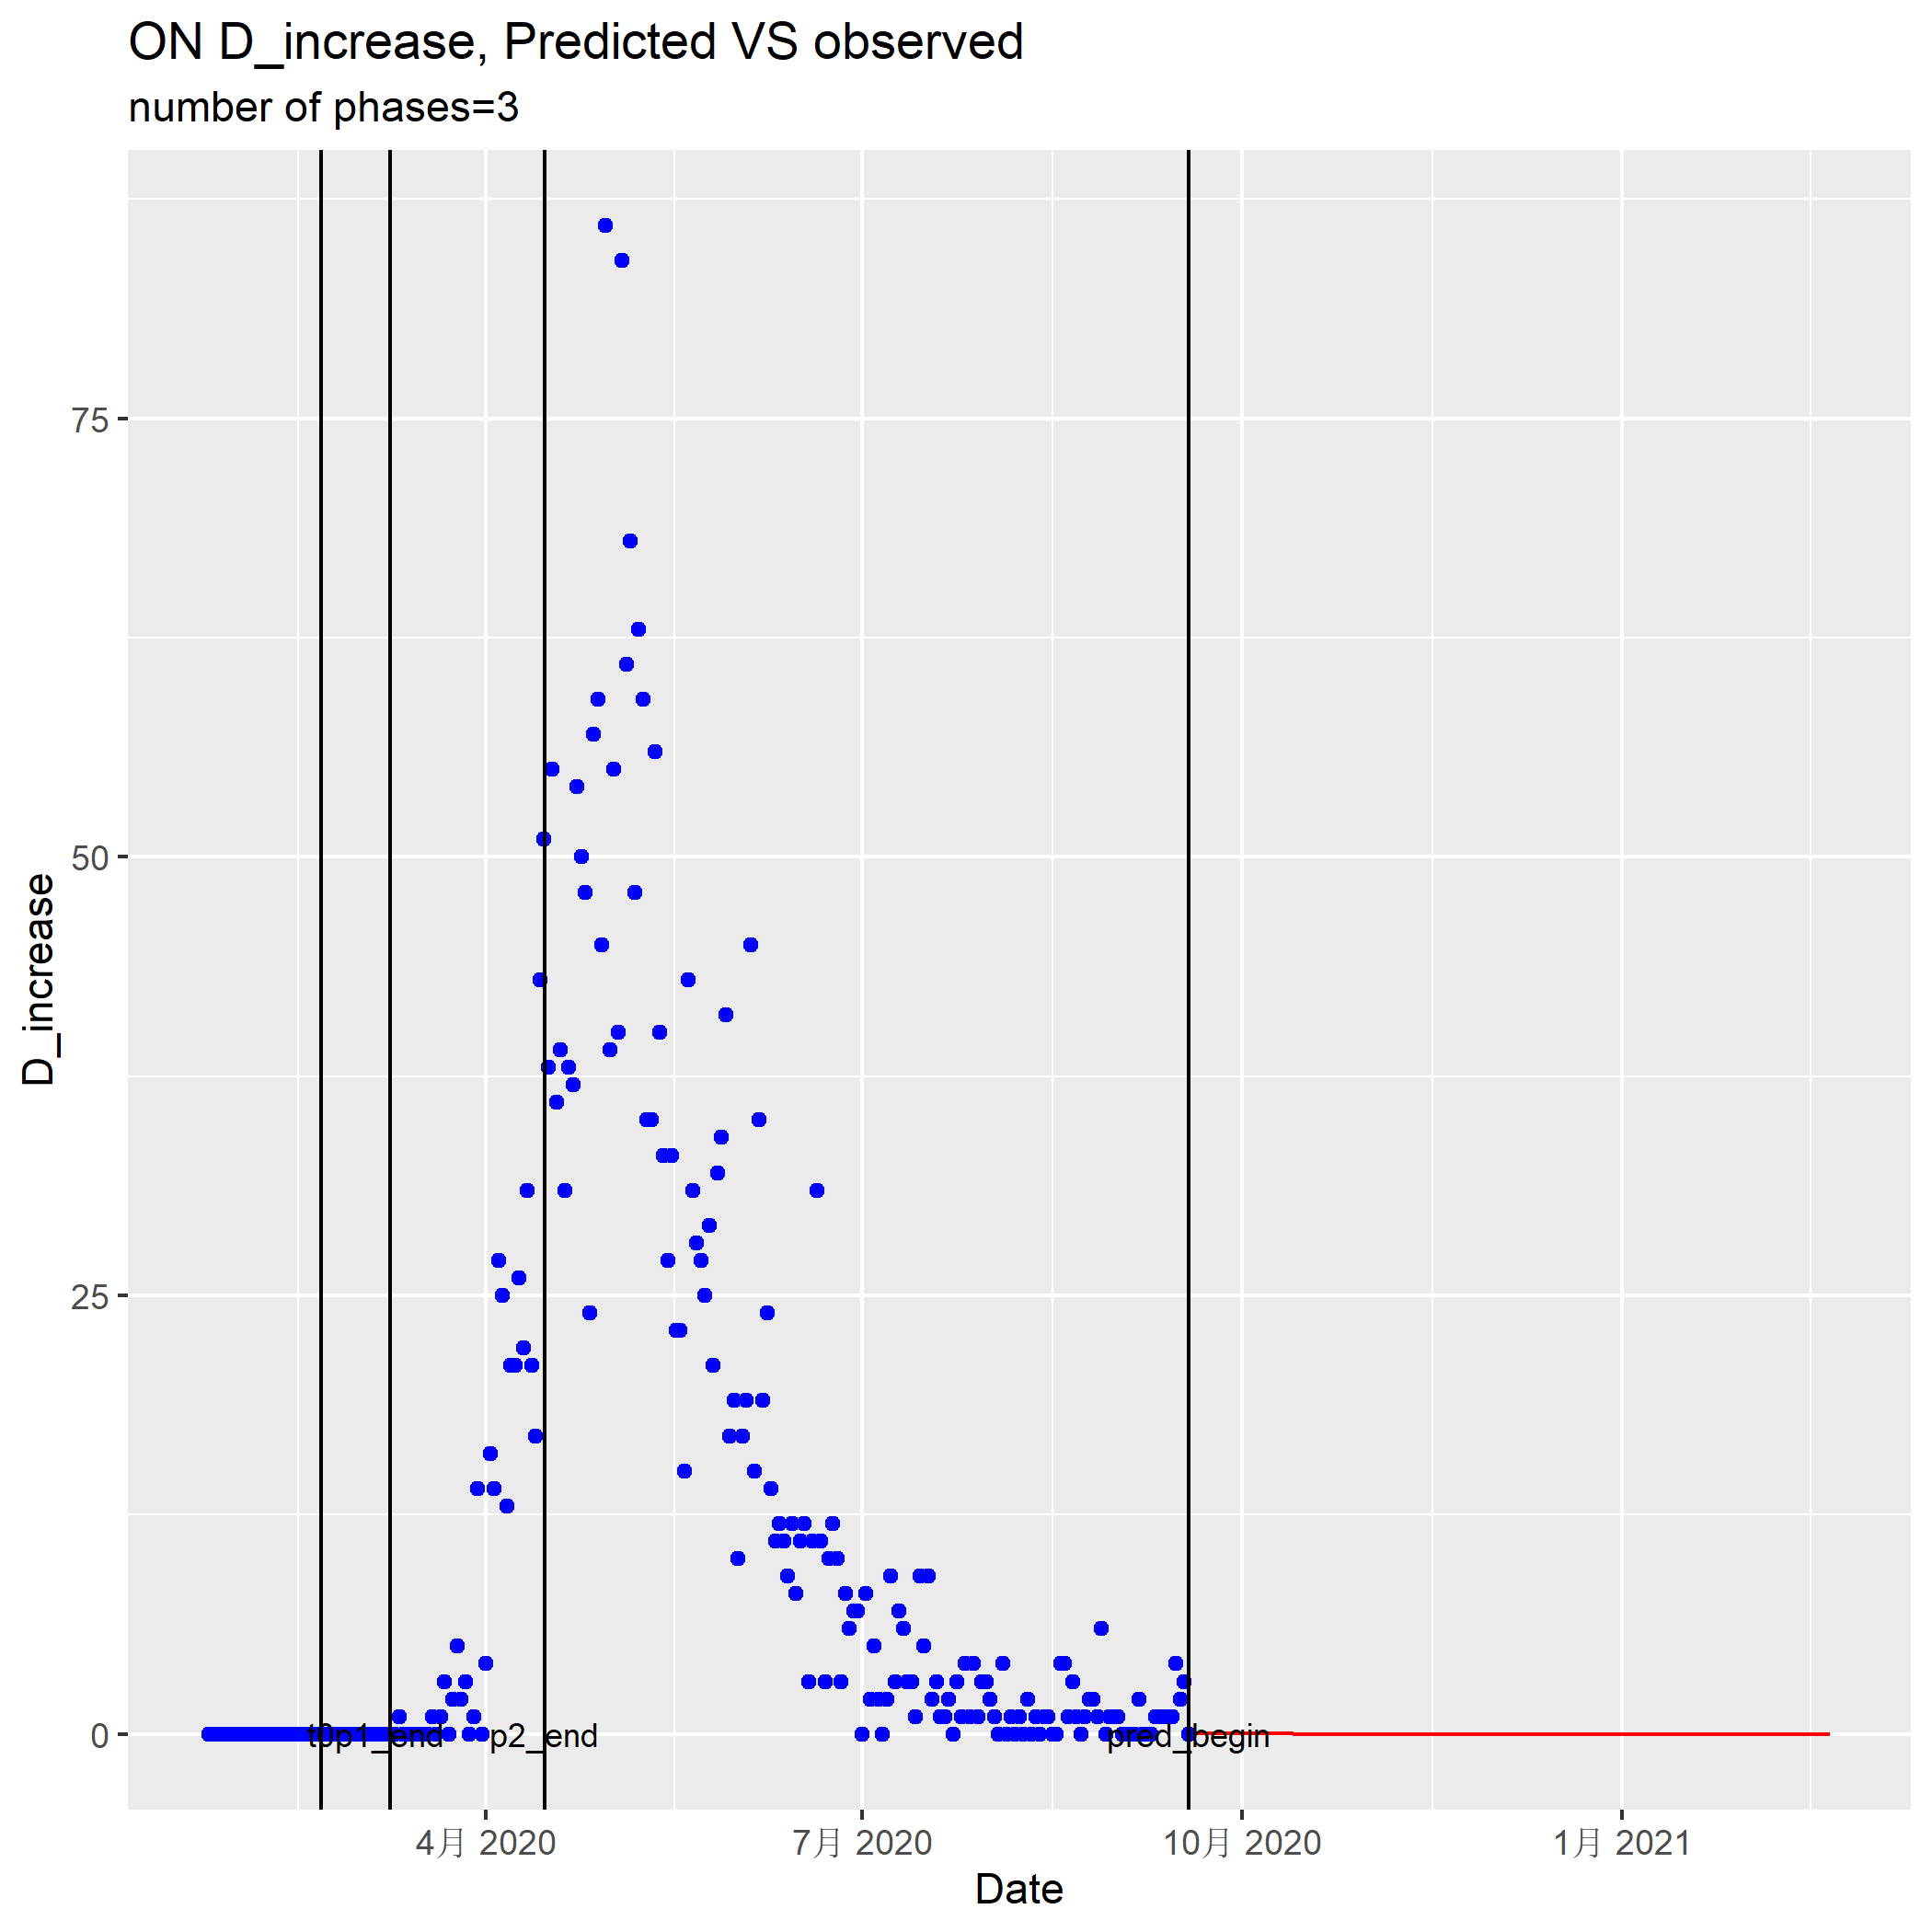 ON D_increase, Predicted VS observed
number of phases=3
D_increase
75
50
25
0
t0p1_end
p2_end
pred_begin
4月 2020
7月 2020
10月 2020
1月 2021
Date